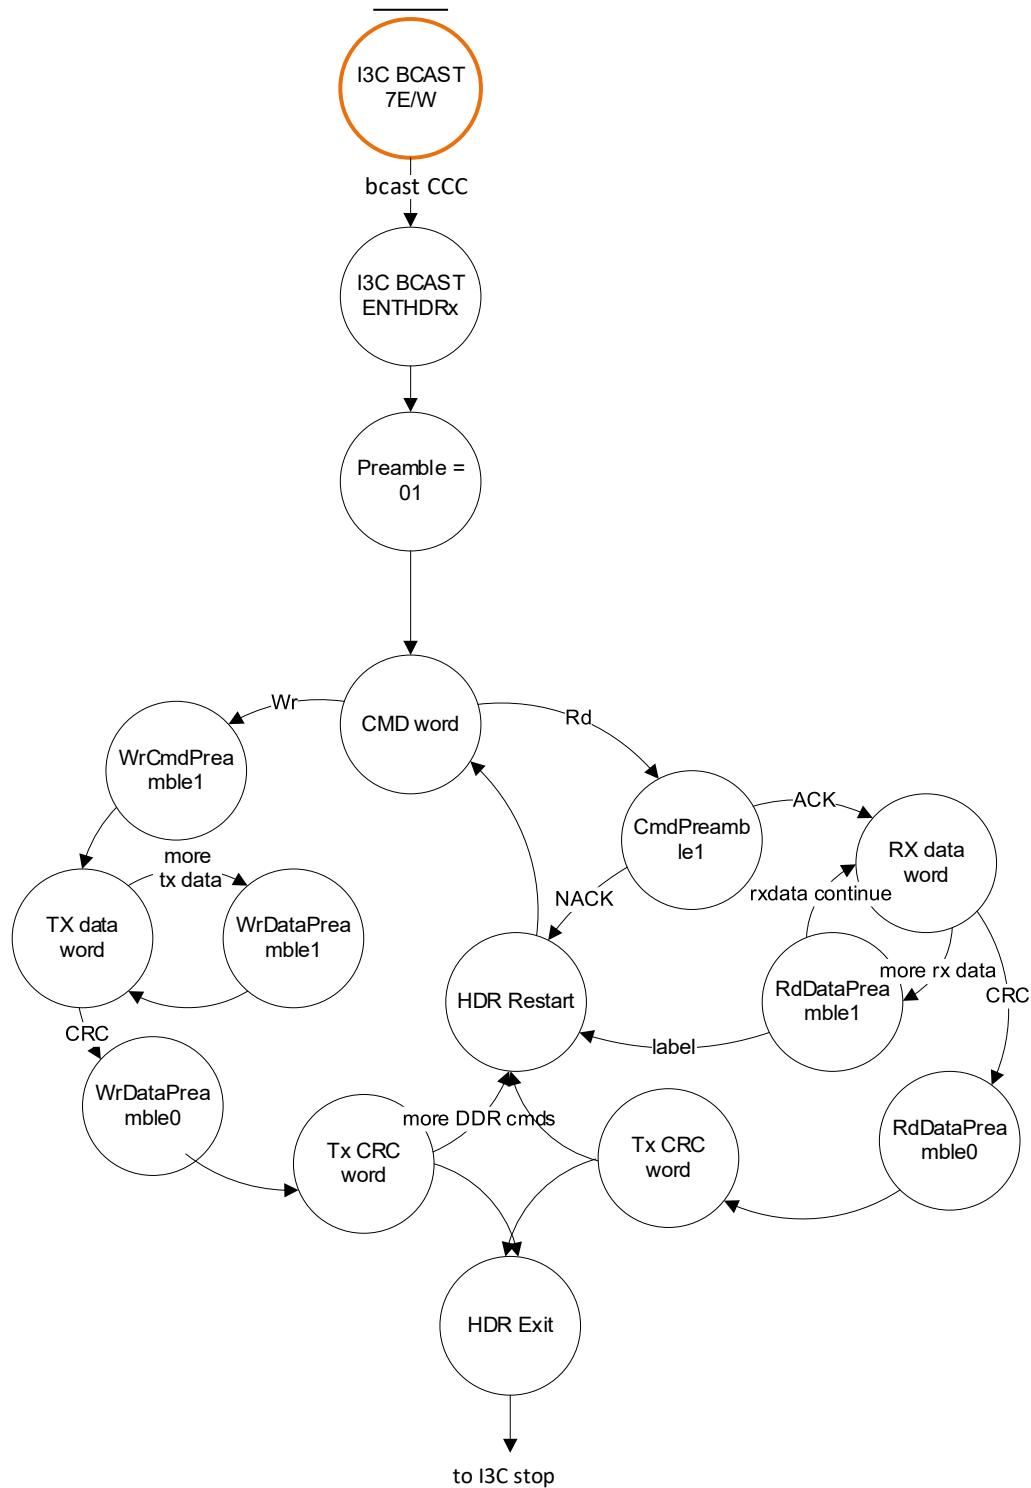 I3C BCAST
7E/W
bcast CCC
I3C BCAST
ENTHDRx
Preamble =
01
CMD word
Wr
Rd
WrCmdPrea
mble1
CmdPreamb
le1
ACK
NACK
RX data
word
more
tx data
TX data
word
WrDataPrea
mble1
rxdata continue
HDR Restart
RdDataPrea
mble1
more rx data
CRC
label
CRC
WrDataPrea
mble0
more DDR cmds
Tx CRC
word
Tx CRC
word
RdDataPrea
mble0
HDR Exit
to I3C stop